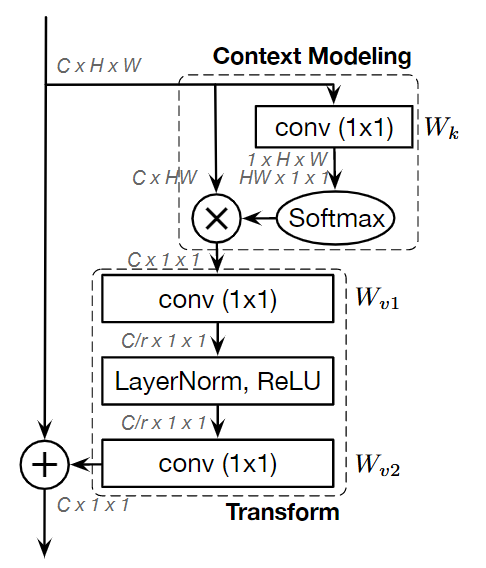 Context Modeling
C x H x W
conv (1x1)
W_k
1 x H x W
C x HW
HW x 1 x 1
×
Softmax
C x 1 x 1
conv (1x1)
W_{v1}
C/r x 1 x 1
LayerNorm, ReLU
C/r x 1 x 1
+
conv (1x1)
W_{v2}
C x 1 x 1
Transform